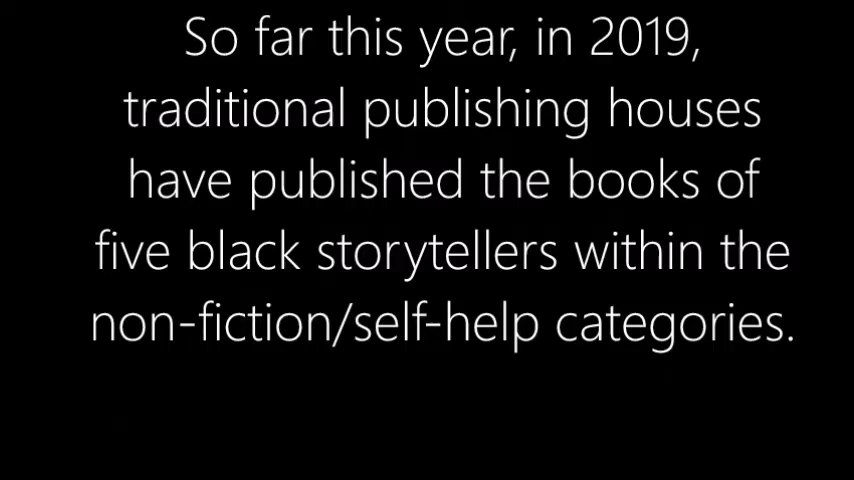 So far this year, in 2019,
traditional publishing houses
have published the books of
five black storytellers within the
non-fiction/self-help categories.